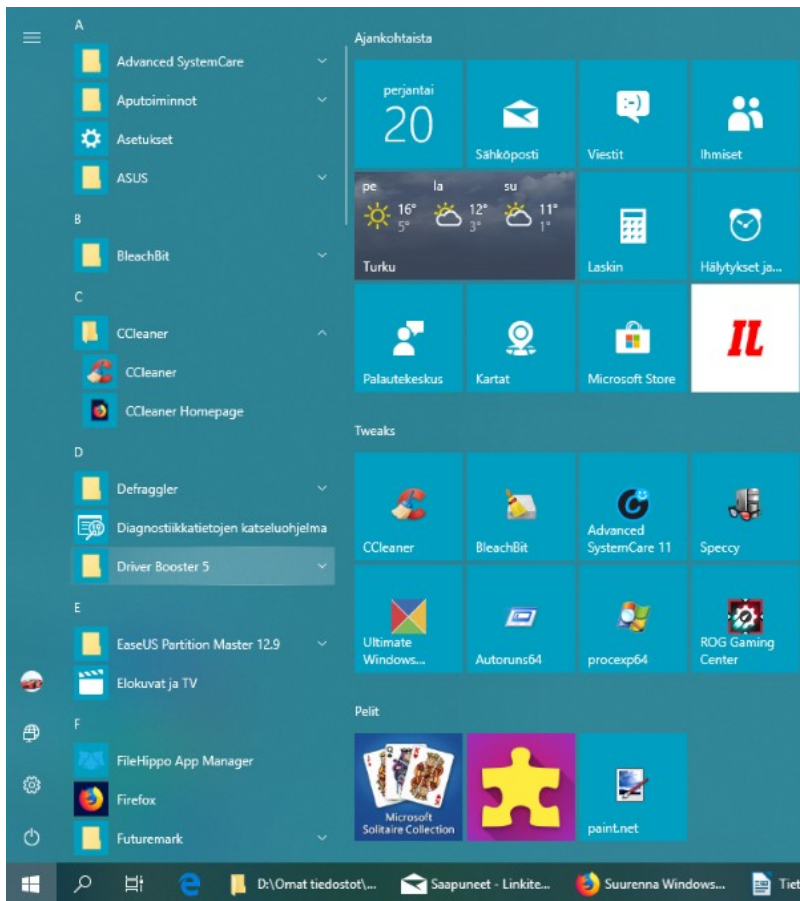 A
Advanced SystemCare
Aputoiminnot
Asetukset
ASUS
B
BleachBit
C
CCleaner
CCleaner
CCleaner Homepage
D
Defraggler
Diagnostiikkatietojen katseluohjelma
Driver Booster 5
E
EaseUS Partition Master 12.9
Elokuvat ja TV
F
FileHippo App Manager
Firefox
Futuremark
Ajankohtaista
perjantai
20
Sähköposti
:-)
Viestit
Ihmiset
pe la su
16° 12° 11°
5° 3° 1°
Turku
Laskin
Hälytykset ja...
Palautekeskus
Kartat
Microsoft Store
IL
Tweaks
CCleaner
BleachBit
Advanced
SystemCare 11
Speccy
Ultimate
Windows...
Autoruns64
procexp64
ROG Gaming
Center
Pelit
Microsoft
Solitaire Collection
paint.net
D:\Omat tiedostot\...
Saapuneet - Linkite...
Suurenna Windows...
Tiet